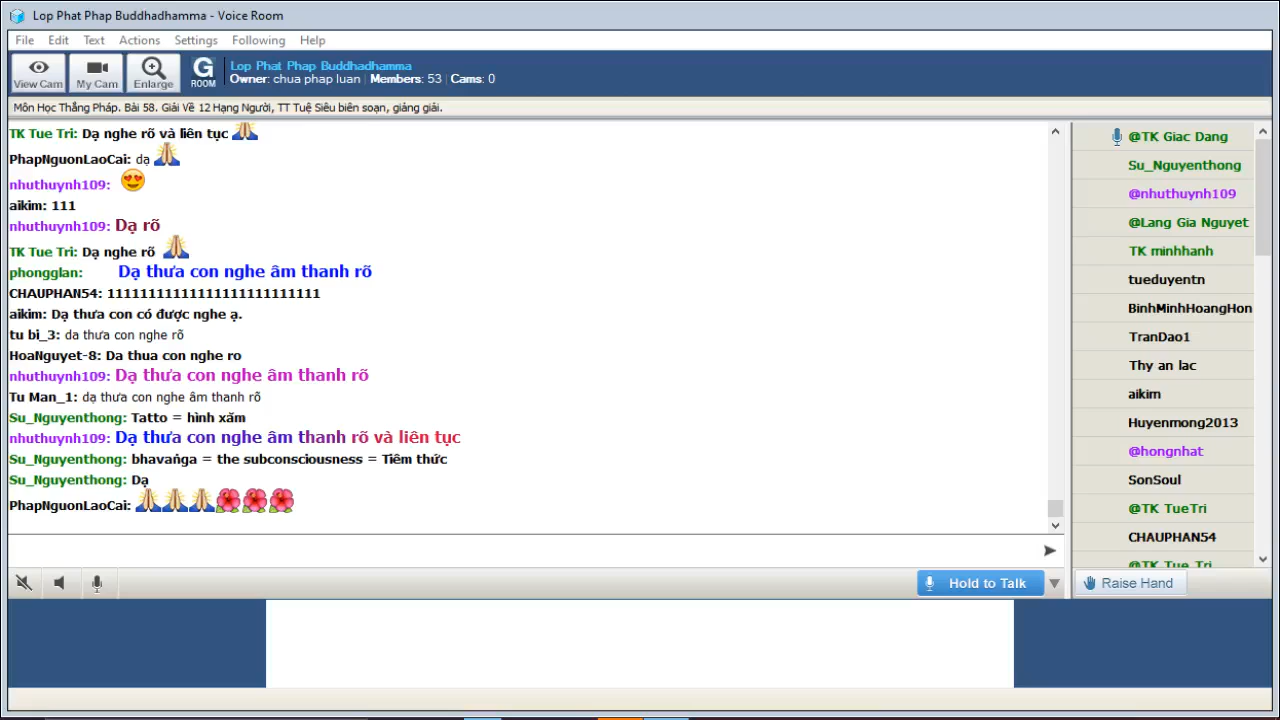 Lop Phat Phap Buddhadhamma - Voice Room
File Edit Text Actions Settings Following Help
View Cam My Cam Enlarge G ROOM
Lop Phat Phap Buddhadhamma
Owner: chua phap luan | Members: 53 | Cams: 0
Môn Học Thắng Pháp. Bài 58. Giải Về 12 Hạng Người, TT Tuệ Siêu biên soạn, giảng giải.
TK Tue Tri: Dạ nghe rõ và liên tục
PhapNguonLaoCai: dạ
nhuthuynh109:
aikim: 111
nhuthuynh109: Dạ rõ
TK Tue Tri: Dạ nghe rõ
phongglan: Dạ thưa con nghe âm thanh rõ
CHAUPHAN54: 11111111111111111111111111
aikim: Dạ thưa con có được nghe ạ.
tu bi_3: da thưa con nghe rõ
HoaNguyet-8: Da thua con nghe ro
nhuthuynh109: Dạ thưa con nghe âm thanh rõ
Tu Man_1: dạ thưa con nghe âm thanh rõ
Su_Nguyenthong: Tatto = hình xăm
nhuthuynh109: Dạ thưa con nghe âm thanh rõ và liên tục
Su_Nguyenthong: bhavaṅga = the subconsciousness = Tiêm thức
Su_Nguyenthong: Dạ
PhapNguonLaoCai:
@TK Giac Dang
Su_Nguyenthong
@nhuthuynh109
@Lang Gia Nguyet
TK minhhanh
tueduyentn
BinhMinhHoangHon
TranDao1
Thy an lac
aikim
Huyenmong2013
@hongnhat
SonSoul
@TK TueTri
CHAUPHAN54
@TK Tue Tri
Hold to Talk
Raise Hand